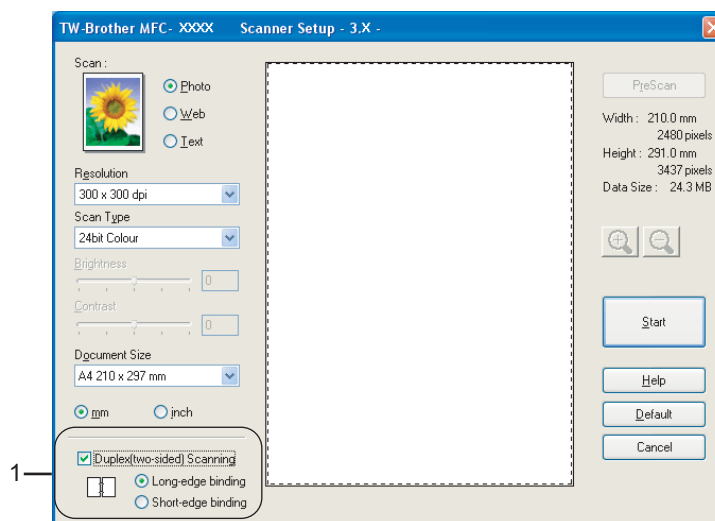 TW-Brother MFC- XXXX Scanner Setup - 3.X -
Scan :
Photo
Web
Text
Resolution
300 x 300 dpi
Scan Type
24bit Colour
Brightness
0
Contrast
0
Document Size
A4 210 x 297 mm
mm inch
1
Duplex(two-sided) Scanning
Long-edge binding
Short-edge binding
PreScan
Width : 210.0 mm
2480 pixels
Height : 291.0 mm
3437 pixels
Data Size : 24.3 MB
Start
Help
Default
Cancel